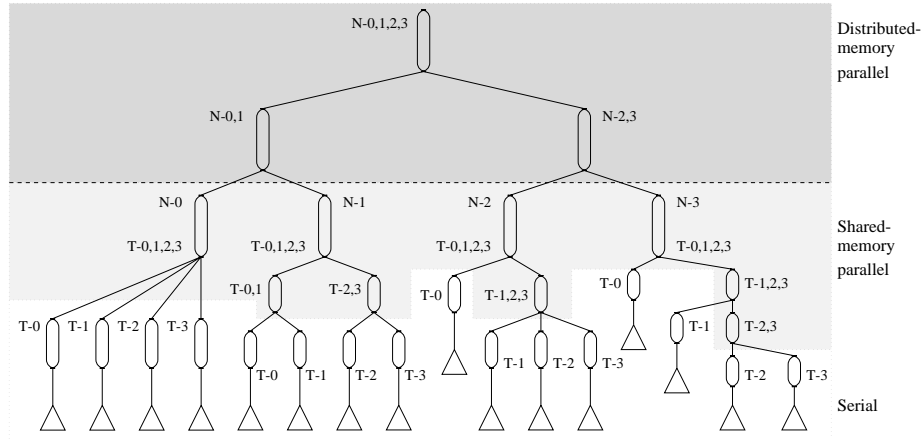 N-0,1,2,3
Distributed-
memory
parallel
N-0,1
N-2,3
N-0
N-1
N-2
N-3
Shared-
memory
parallel
T-0,1,2,3
T-0,1,2,3
T-0,1,2,3
T-0,1,2,3
T-0,1
T-2,3
T-0
T-1,2,3
T-0
T-1,2,3
T-0
T-1
T-2
T-3
T-1
T-2,3
T-0
T-1
T-2
T-3
T-1
T-2
T-3
T-2
T-3
Serial